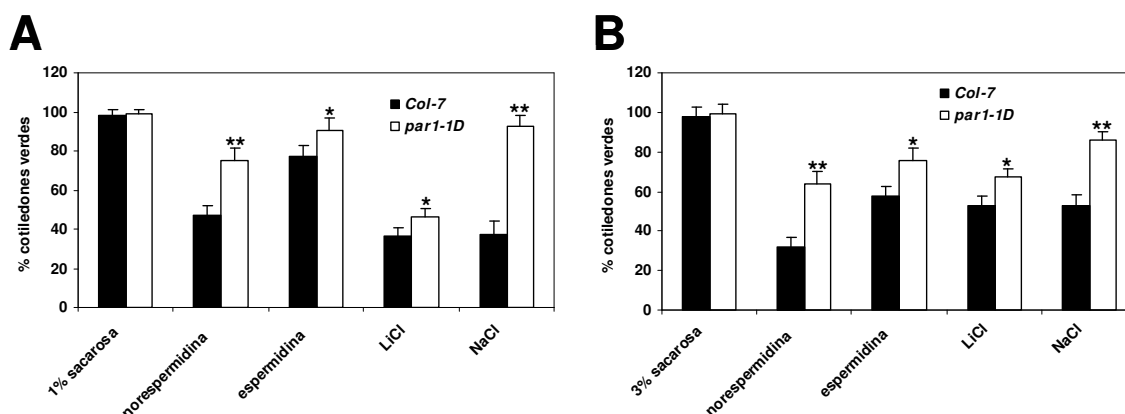 A
B
120
100
80
60
40
20
0
% cotiledones verdes
Col-7
par1-1D
**
*
*
**
1% sacarosa
norespermidina
espermidina
LiCl
NaCl
120
100
80
60
40
20
0
% cotiledones verdes
Col-7
par1-1D
**
*
*
**
3% sacarosa
norespermidina
espermidina
LiCl
NaCl